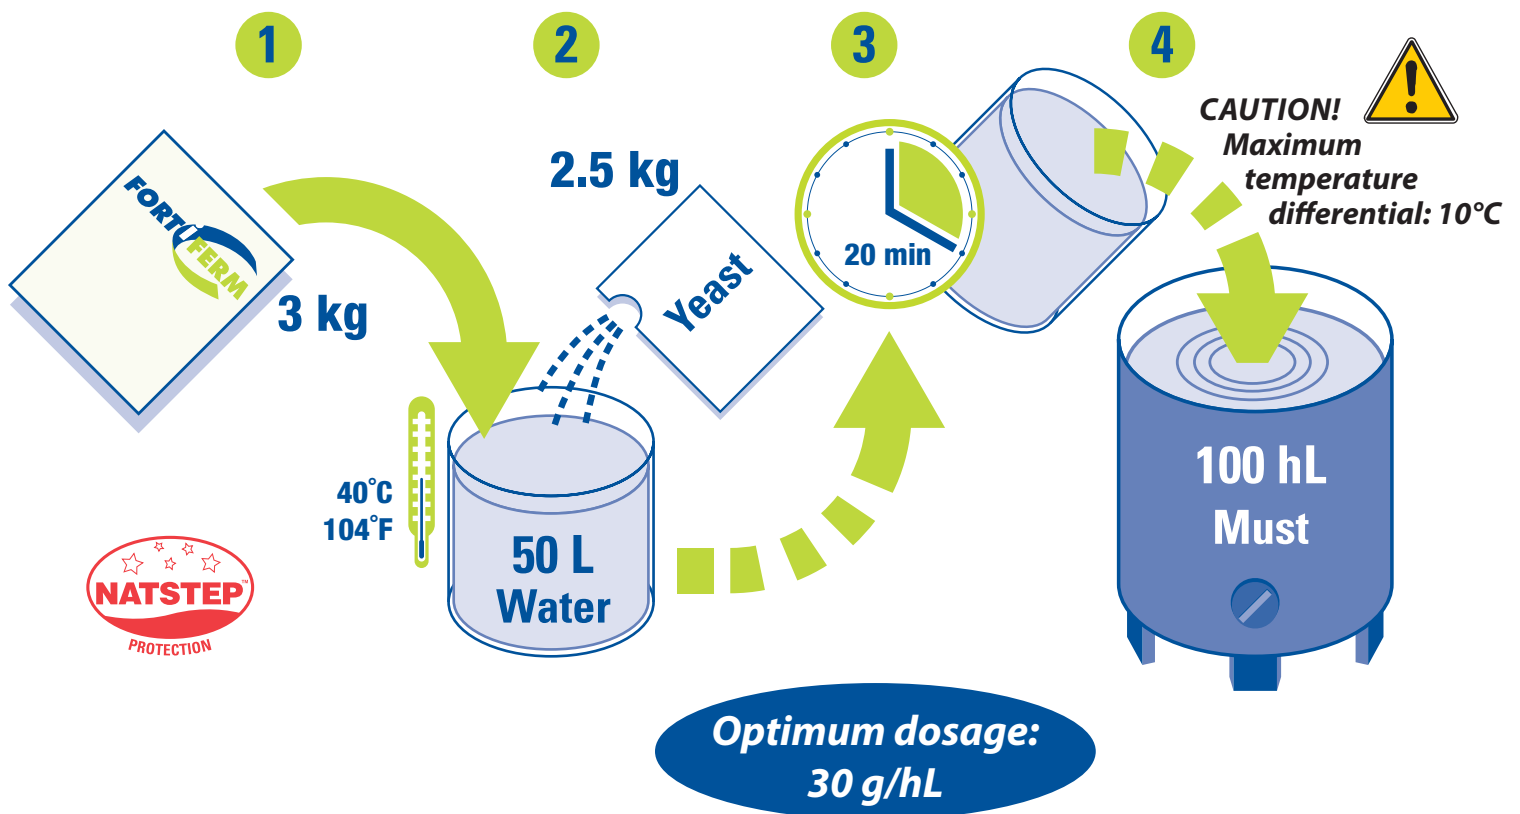 1
2
3
4
CAUTION!
Maximum
temperature
differential: 10°C
FORTIFERM
3 kg
2.5 kg
Yeast
20 min
40°C
104°F
50 L
Water
100 hL
Must
NATSTEP™
PROTECTION
Optimum dosage:
30 g/hL